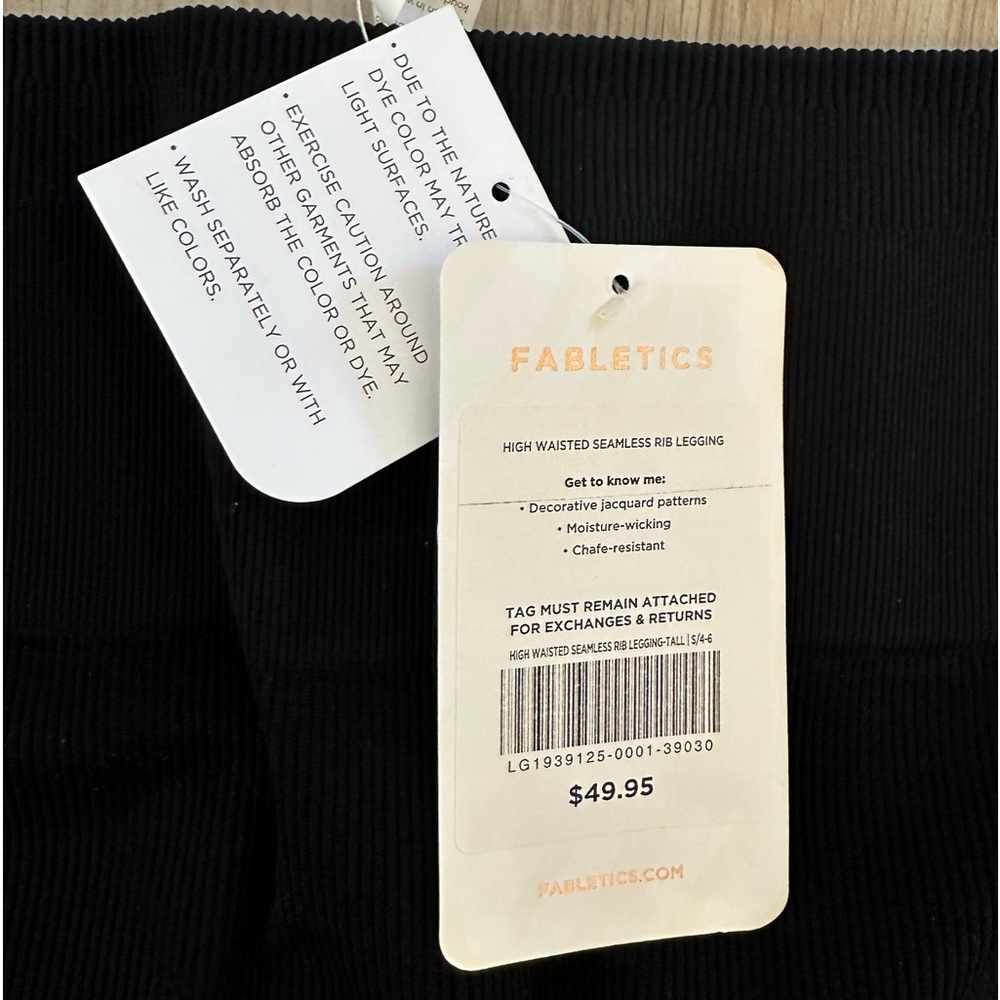 • DUE TO THE NATURE
DYE COLOR MAY
LIGHT SURFACES.
• EXERCISE CAUTION AROUND
OTHER GARMENTS THAT MAY
ABSORB THE COLOR OR DYE.
• WASH SEPARATELY OR WITH
LIKE COLORS.
FABLETICS
HIGH WAISTED SEAMLESS RIB LEGGING
Get to know me:
• Decorative jacquard patterns
• Moisture-wicking
• Chafe-resistant
TAG MUST REMAIN ATTACHED
FOR EXCHANGES & RETURNS
HIGH WAISTED SEAMLESS RIB LEGGING-TALL | S/4-6
LG1939125-0001-39030
$49.95
FABLETICS.COM